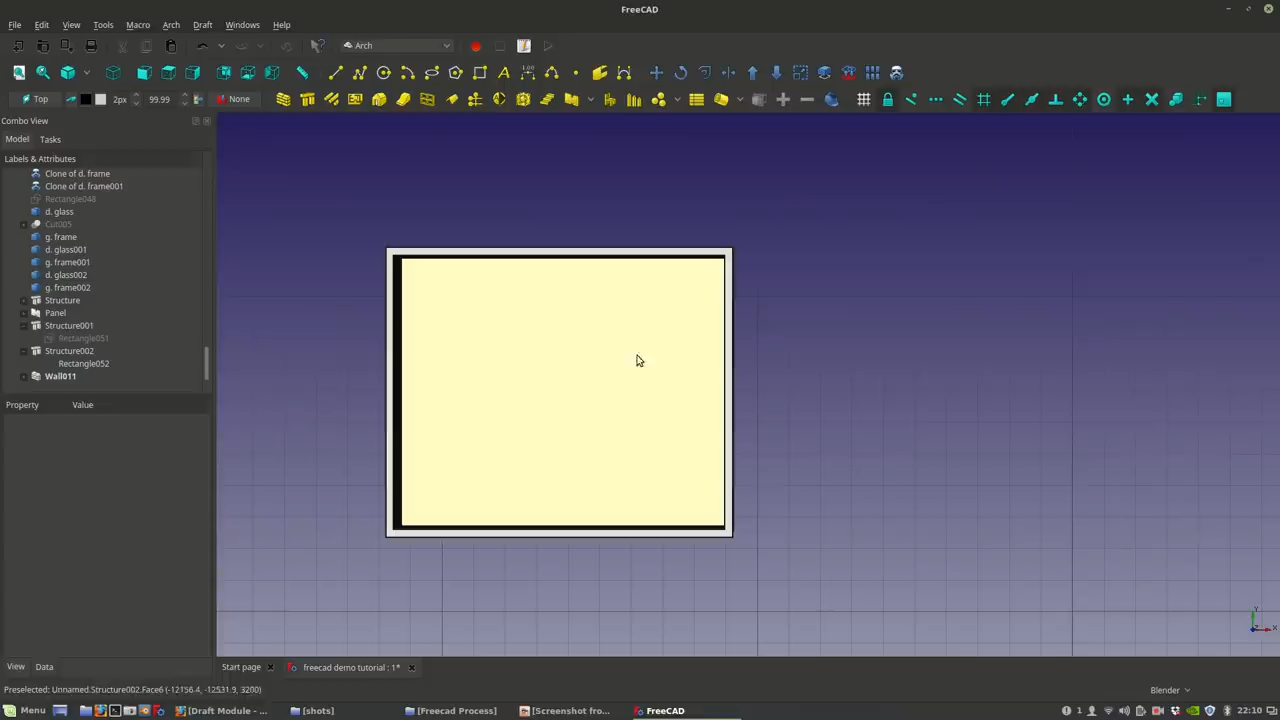 FreeCAD
File Edit View Tools Macro Arch Draft Windows Help
Arch
Top 2px 99.99 None
Combo View
Model Tasks
Labels & Attributes
Clone of d. frame
Clone of d. frame001
Rectangle048
d. glass
Cut005
g. frame
d. glass001
g. frame001
d. glass002
g. frame002
Structure
Panel
Structure001
Rectangle051
Structure002
Rectangle052
Wall011
Property Value
View Data
Start page freecad demo tutorial : 1*
Preselected: Unnamed.Structure002.Face6 (-12156.4, -12531.9, 3200)
Blender
Menu [Draft Module - ... [shots] [Freecad Process] [Screenshot fro... FreeCAD 1 22:10